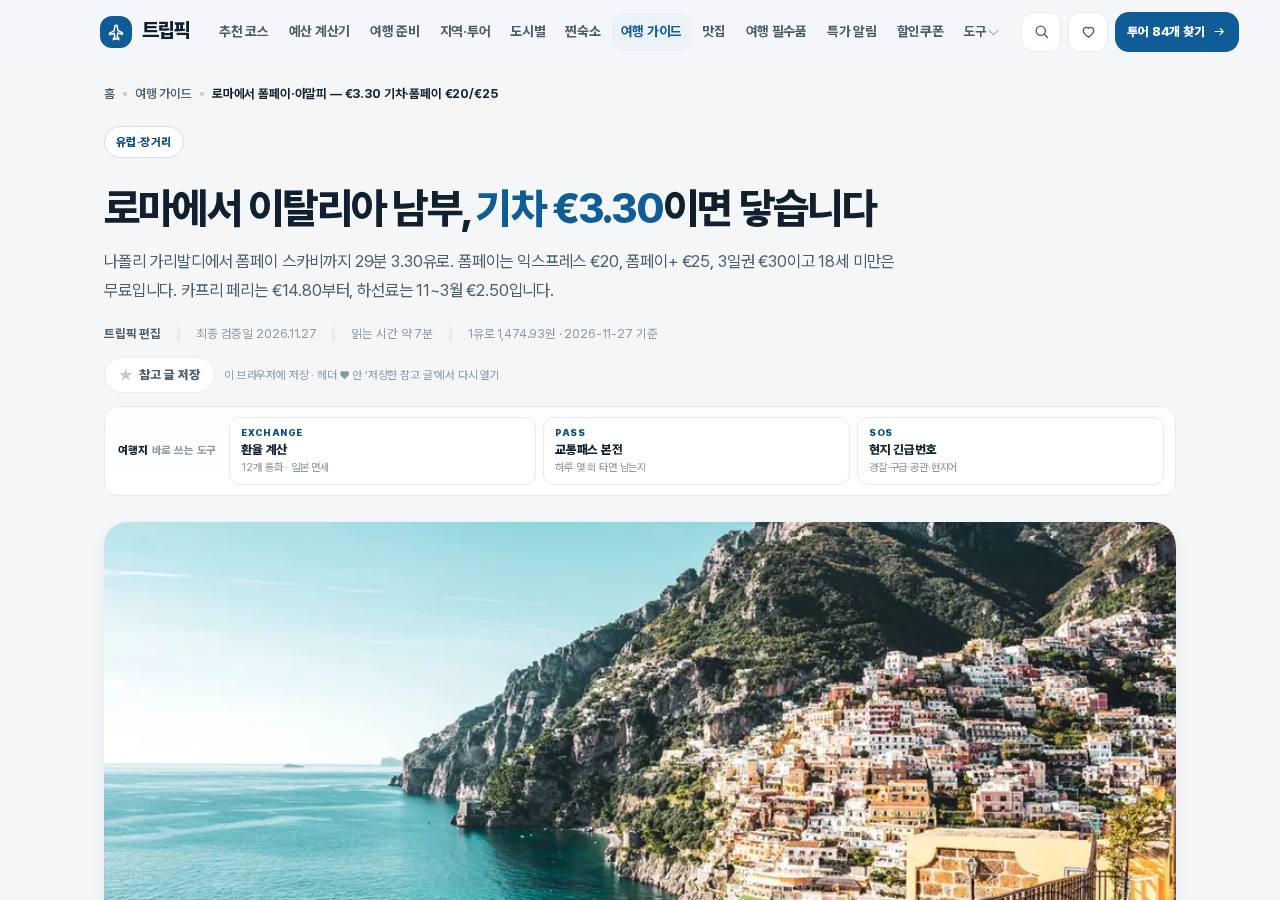 트립픽
추천 코스
예산 계산기
여행 준비
지역·투어
도시별
찐숙소
여행 가이드
맛집
여행 필수품
특가 알림
할인쿠폰
도구
투어 84개 찾기 →
홈 • 여행 가이드 • 로마에서 폼페이·아말피 — €3.30 기차·폼페이 €20/€25
유럽·장거리
로마에서 이탈리아 남부, 기차 €3.30이면 닿습니다
나폴리 가리발디에서 폼페이 스카비까지 29분 3.30유로. 폼페이는 익스프레스 €20, 폼페이+ €25, 3일권 €30이고 18세 미만은
무료입니다. 카프리 페리는 €14.80부터, 하선료는 11~3월 €2.50입니다.
트립픽 편집 | 최종 검증일 2026.11.27 | 읽는 시간 약 7분 | 1유로 1,474.93원 · 2026-11-27 기준
★ 참고 글 저장
이 브라우저에 저장 · 헤더 ♥ 안 '저장한 참고 글'에서 다시 열기
여행지 바로 쓰는 도구
EXCHANGE
환율 계산
12개 통화 · 일본 면세
PASS
교통패스 본전
하루 몇 회 타면 남는지
SOS
현지 긴급번호
경찰·구급·공관·현지어